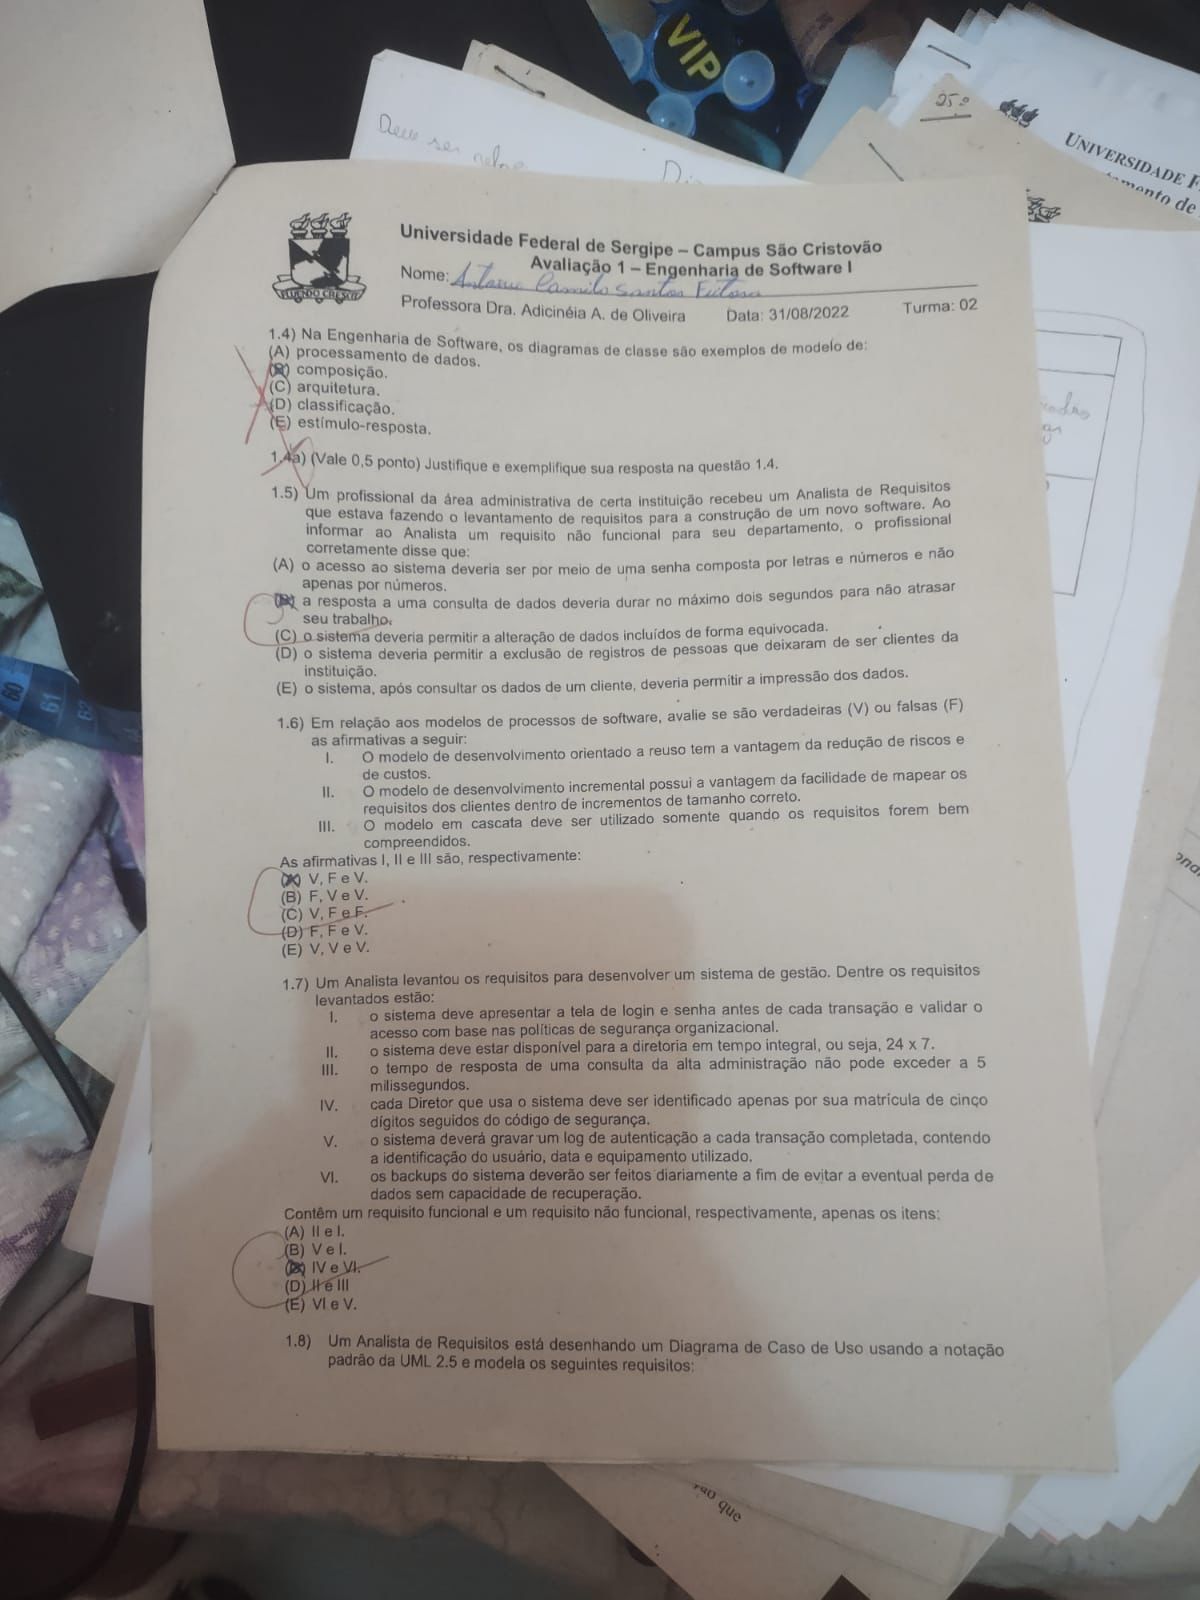 VIP
25º
UNIVERSIDADE F
amento de
Deve ser
Universidade Federal de Sergipe – Campus São Cristovão
Avaliação 1 – Engenharia de Software I
Nome: Camilo Santos
Professora Dra. Adicinéia A. de Oliveira Data: 31/08/2022 Turma: 02
PUENDO CRESCIT
1.4) Na Engenharia de Software, os diagramas de classe são exemplos de modelo de:
(A) processamento de dados.
(B) composição.
(C) arquitetura.
(D) classificação.
(E) estímulo-resposta.
1.4a) (Vale 0,5 ponto) Justifique e exemplifique sua resposta na questão 1.4.
1.5) Um profissional da área administrativa de certa instituição recebeu um Analista de Requisitos
que estava fazendo o levantamento de requisitos para a construção de um novo software. Ao
informar ao Analista um requisito não funcional para seu departamento, o profissional
corretamente disse que:
(A) o acesso ao sistema deveria ser por meio de uma senha composta por letras e números e não
apenas por números.
(B) a resposta a uma consulta de dados deveria durar no máximo dois segundos para não atrasar
seu trabalho.
(C) o sistema deveria permitir a alteração de dados incluídos de forma equivocada.
(D) o sistema deveria permitir a exclusão de registros de pessoas que deixaram de ser clientes da
instituição.
(E) o sistema, após consultar os dados de um cliente, deveria permitir a impressão dos dados.
60
61
62
1.6) Em relação aos modelos de processos de software, avalie se são verdadeiras (V) ou falsas (F)
as afirmativas a seguir:
I. O modelo de desenvolvimento orientado a reuso tem a vantagem da redução de riscos e
de custos.
II. O modelo de desenvolvimento incremental possui a vantagem da facilidade de mapear os
requisitos dos clientes dentro de incrementos de tamanho correto.
III. O modelo em cascata deve ser utilizado somente quando os requisitos forem bem
compreendidos.
As afirmativas I, II e III são, respectivamente:
(A) V, F e V.
(B) F, V e V.
(C) V, F e F.
(D) F, F e V.
(E) V, V e V.
1.7) Um Analista levantou os requisitos para desenvolver um sistema de gestão. Dentre os requisitos
levantados estão:
I. o sistema deve apresentar a tela de login e senha antes de cada transação e validar o
acesso com base nas políticas de segurança organizacional.
II. o sistema deve estar disponível para a diretoria em tempo integral, ou seja, 24 x 7.
III. o tempo de resposta de uma consulta da alta administração não pode exceder a 5
milissegundos.
IV. cada Diretor que usa o sistema deve ser identificado apenas por sua matrícula de cinco
dígitos seguidos do código de segurança.
V. o sistema deverá gravar um log de autenticação a cada transação completada, contendo
a identificação do usuário, data e equipamento utilizado.
VI. os backups do sistema deverão ser feitos diariamente a fim de evitar a eventual perda de
dados sem capacidade de recuperação.
Contêm um requisito funcional e um requisito não funcional, respectivamente, apenas os itens:
(A) II e I.
(B) V e I.
(C) IV e VI.
(D) II e III
(E) VI e V.
1.8) Um Analista de Requisitos está desenhando um Diagrama de Caso de Uso usando a notação
padrão da UML 2.5 e modela os seguintes requisitos:
que